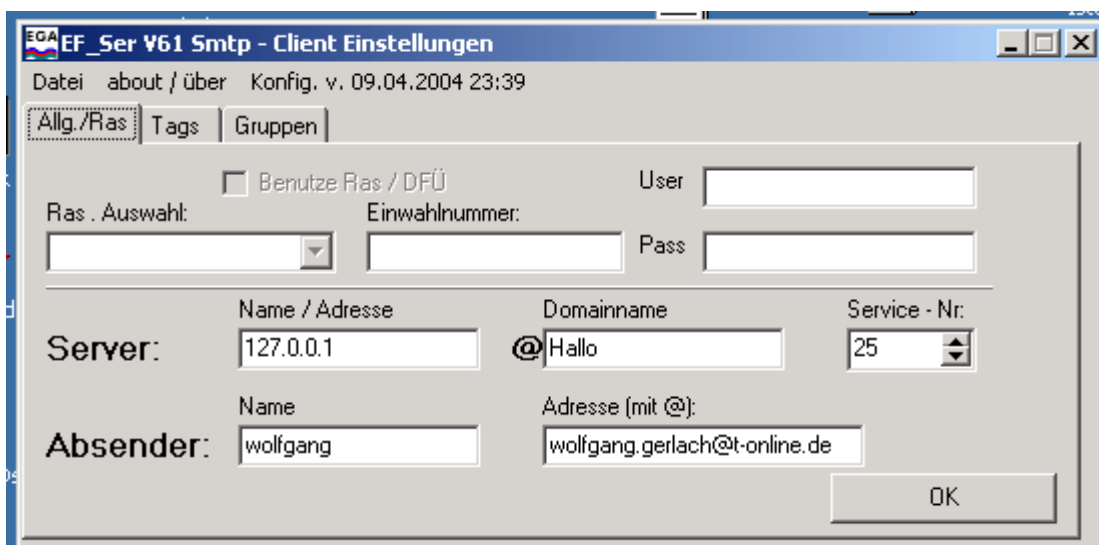 EGA EF_Ser V61 Smtp - Client Einstellungen
Datei about / über Konfig. v. 09.04.2004 23:39
Allg./Ras Tags Gruppen
Benutze Ras / DFÜ User
Ras . Auswahl: Einwahlnummer:
Pass
Name / Adresse Domainname Service - Nr:
Server: 127.0.0.1 @ Hallo 25
Name Adresse (mit @):
Absender: wolfgang wolfgang.gerlach@t-online.de
OK